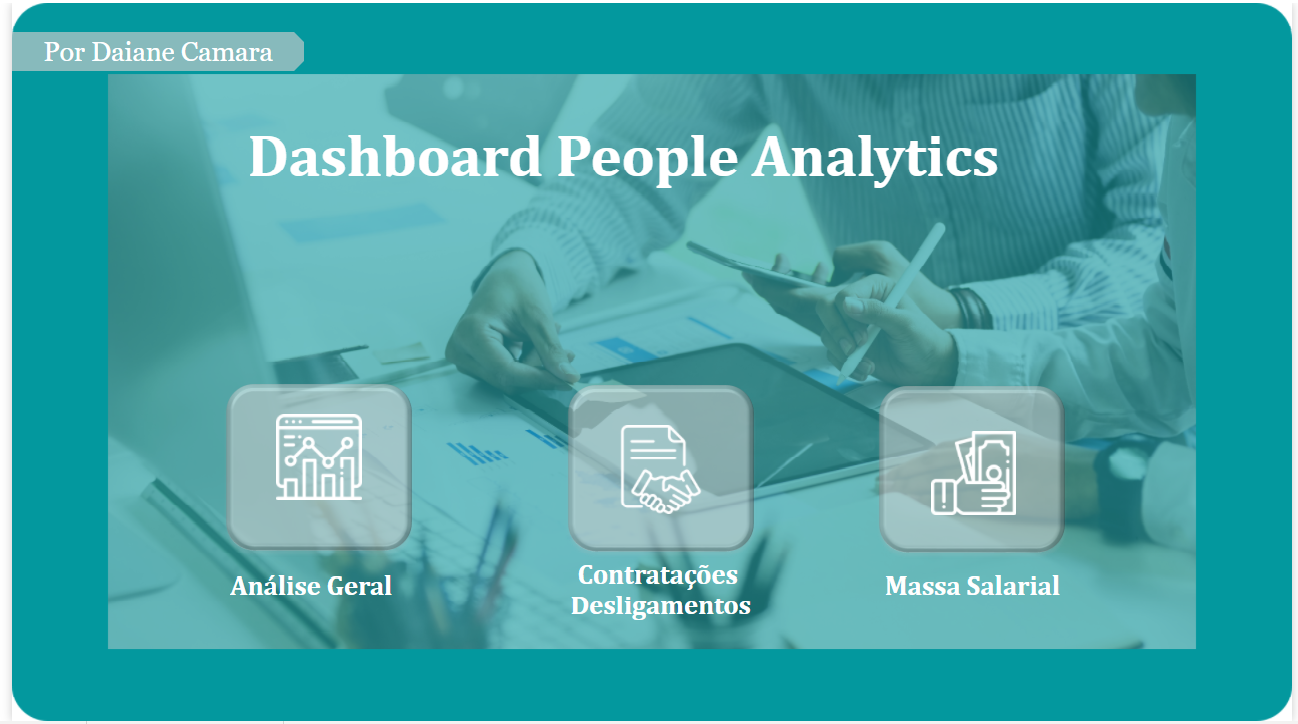 Por Daiane Camara
Dashboard People Analytics
Análise Geral
Contratações
Desligamentos
Massa Salarial